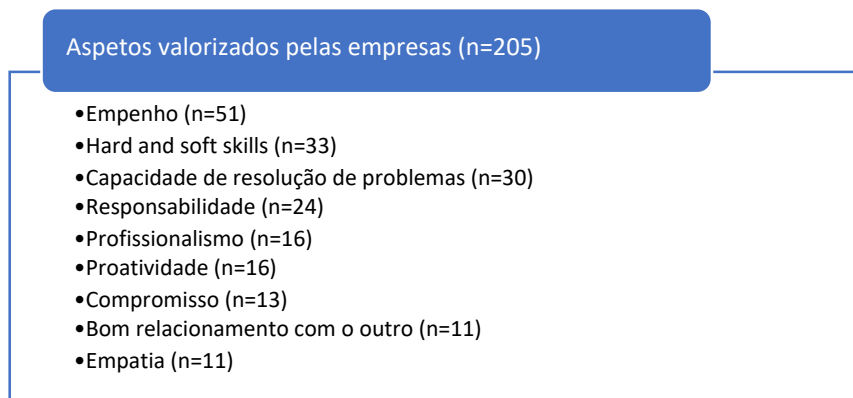 Aspetos valorizados pelas empresas (n=205)
•Empenho (n=51)
•Hard and soft skills (n=33)
•Capacidade de resolução de problemas (n=30)
•Responsabilidade (n=24)
•Profissionalismo (n=16)
•Proatividade (n=16)
•Compromisso (n=13)
•Bom relacionamento com o outro (n=11)
•Empatia (n=11)